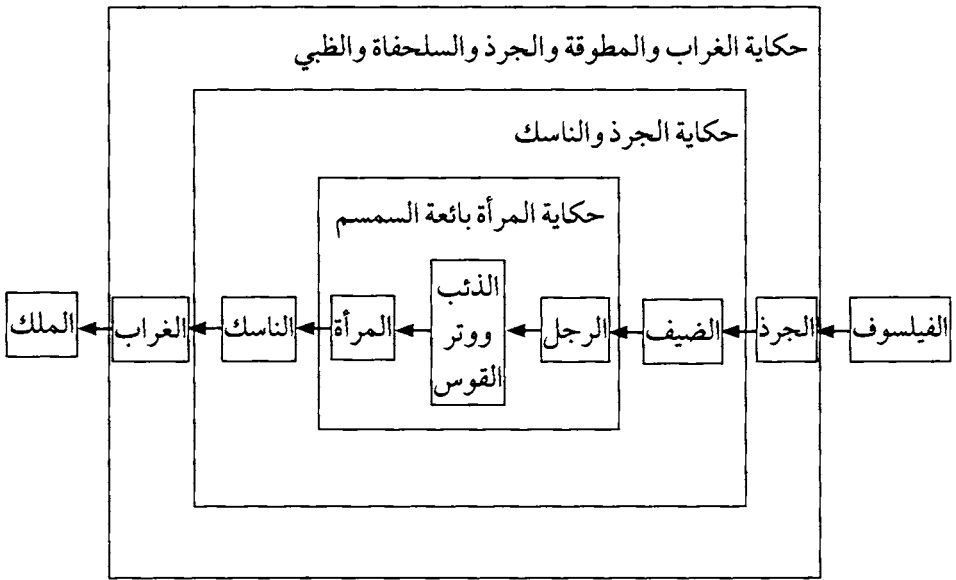 حكاية الغراب والمطوقة والجرذ والسلحفاة والظبي
حكاية الجرذ والناسك
حكاية المرأة بائعة السمسم
الفيلسوف
الجرذ
الضيف
الرجل
الذئب
ووتر
القوس
المرأة
الناسك
الغراب
الملك